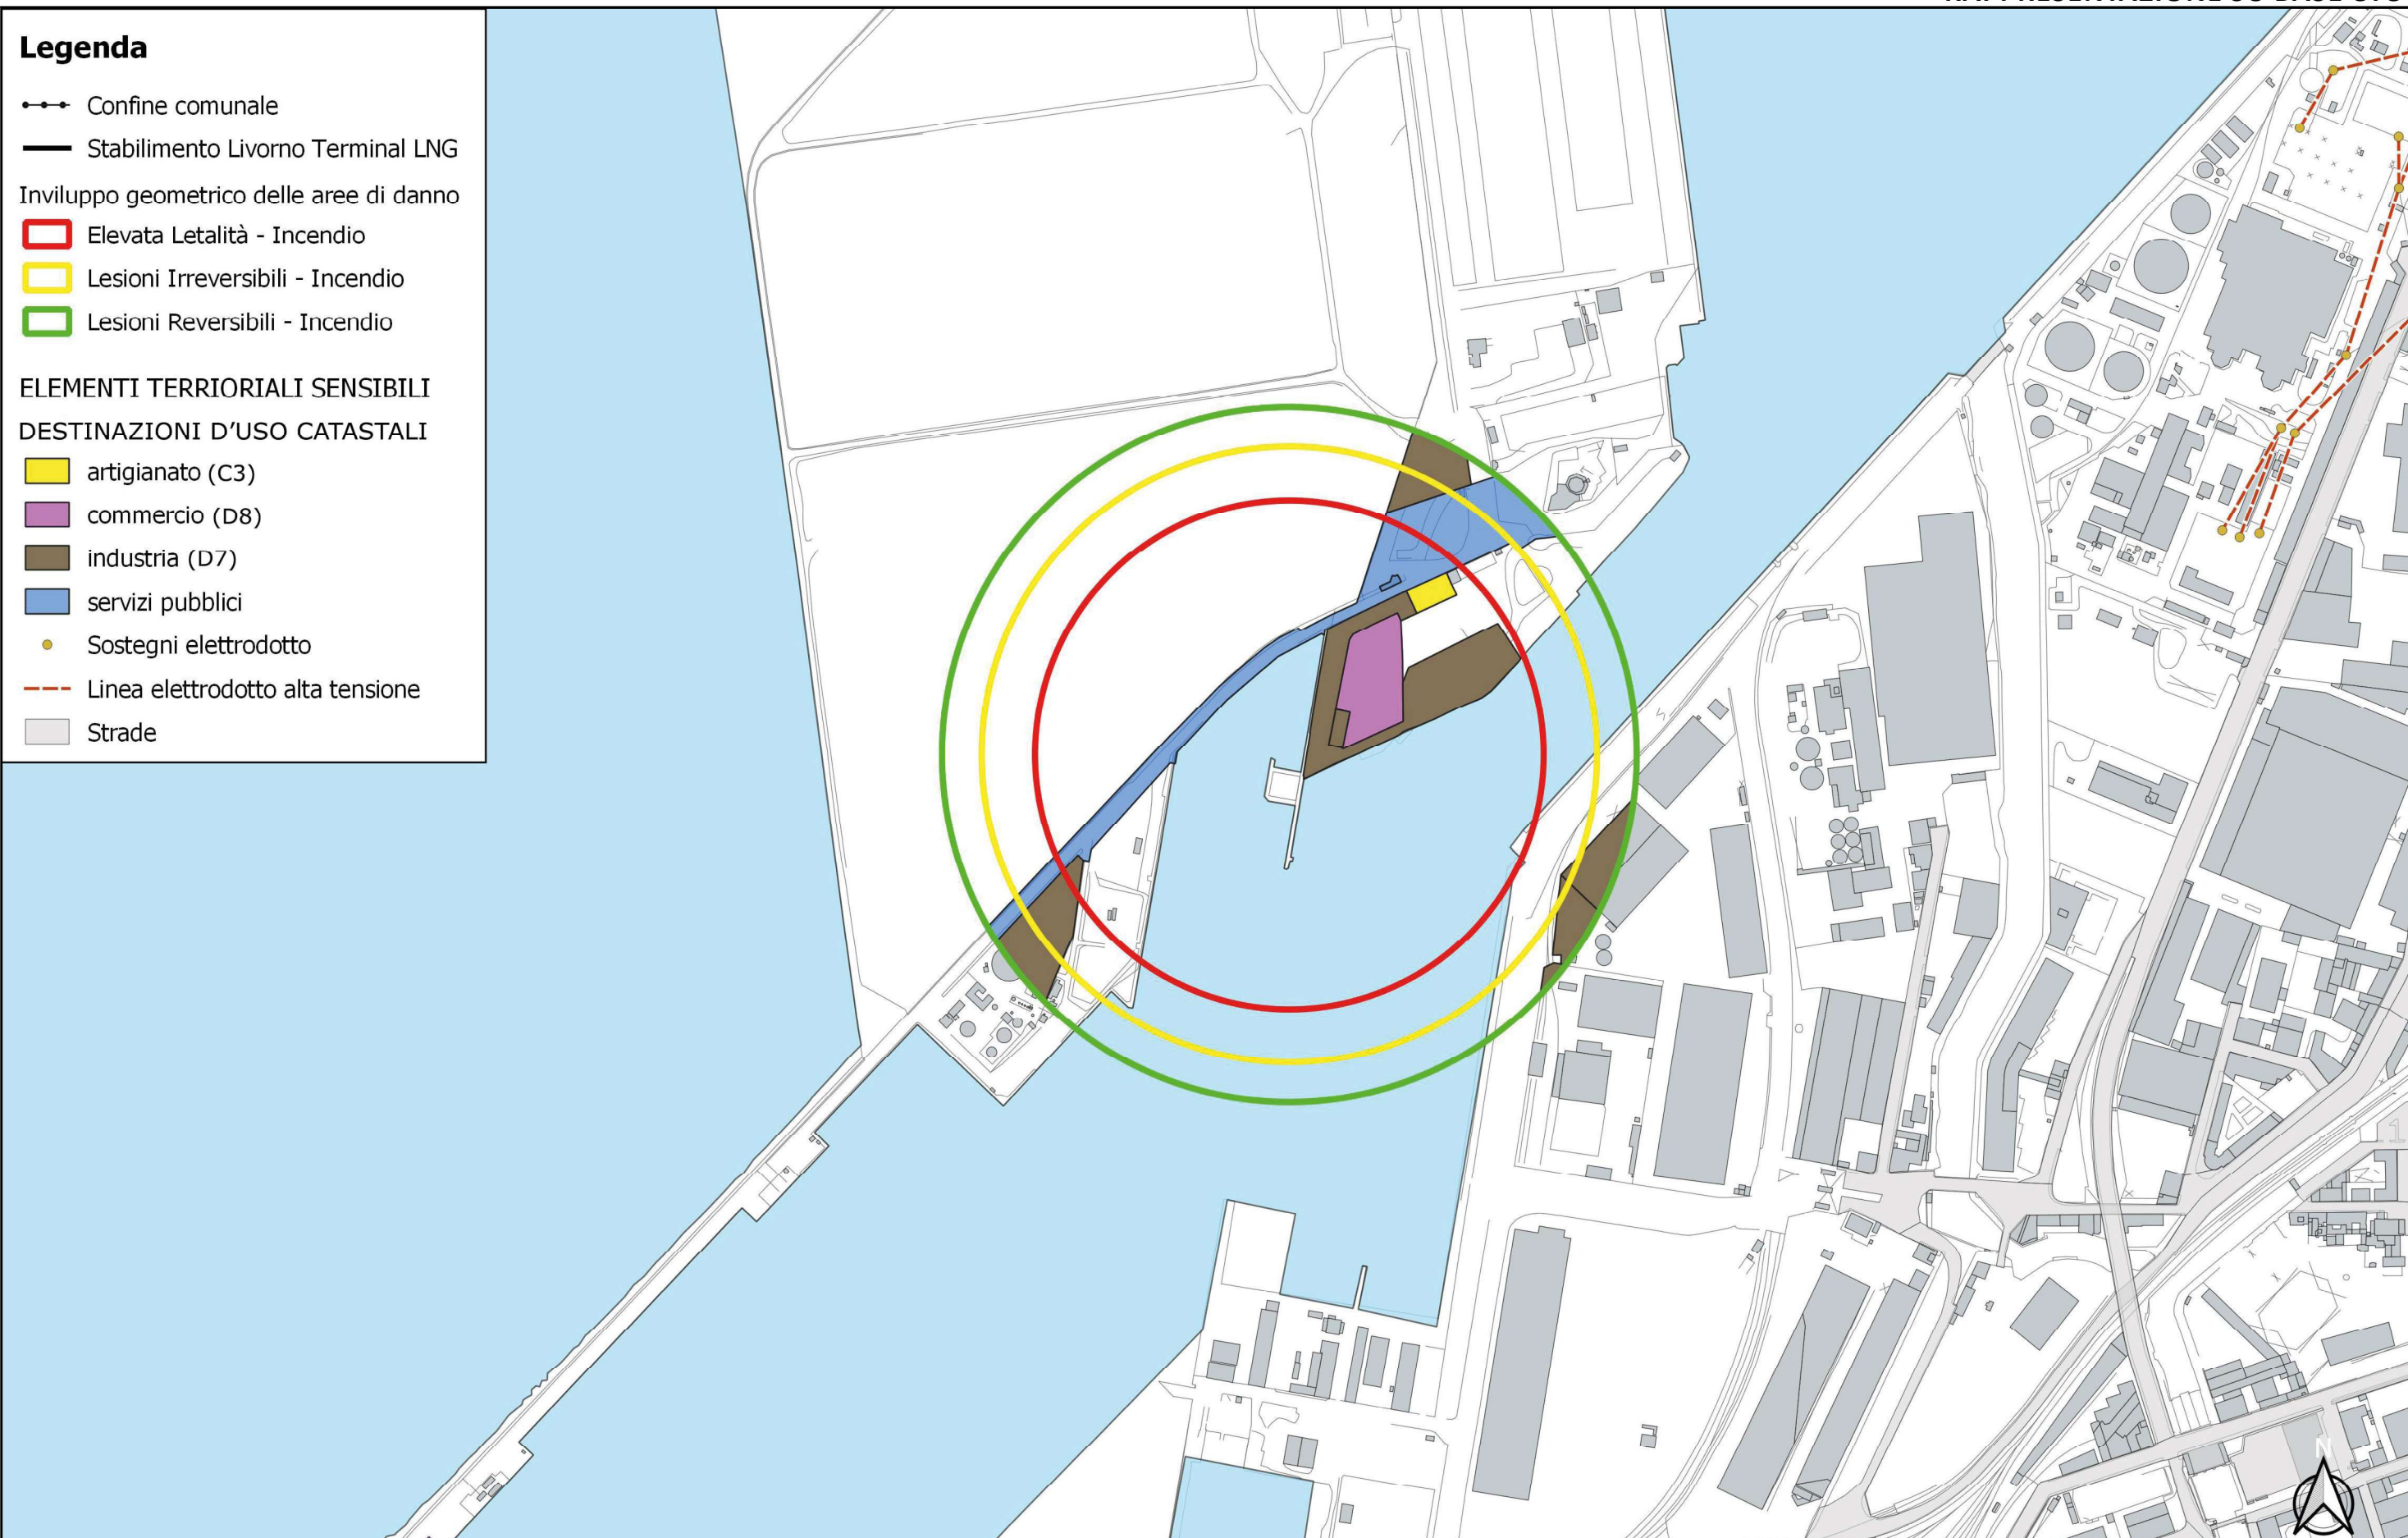 Legenda
Confine comunale
Stabilimento Livorno Terminal LNG
Inviluppo geometrico delle aree di danno
Elevata Letalità - Incendio
Lesioni Irreversibili - Incendio
Lesioni Reversibili - Incendio
ELEMENTI TERRIORIALI SENSIBILI
DESTINAZIONI D'USO CATASTALI
artigianato (C3)
commercio (D8)
industria (D7)
servizi pubblici
Sostegni elettrodotto
Linea elettrodotto alta tensione
Strade
1
N